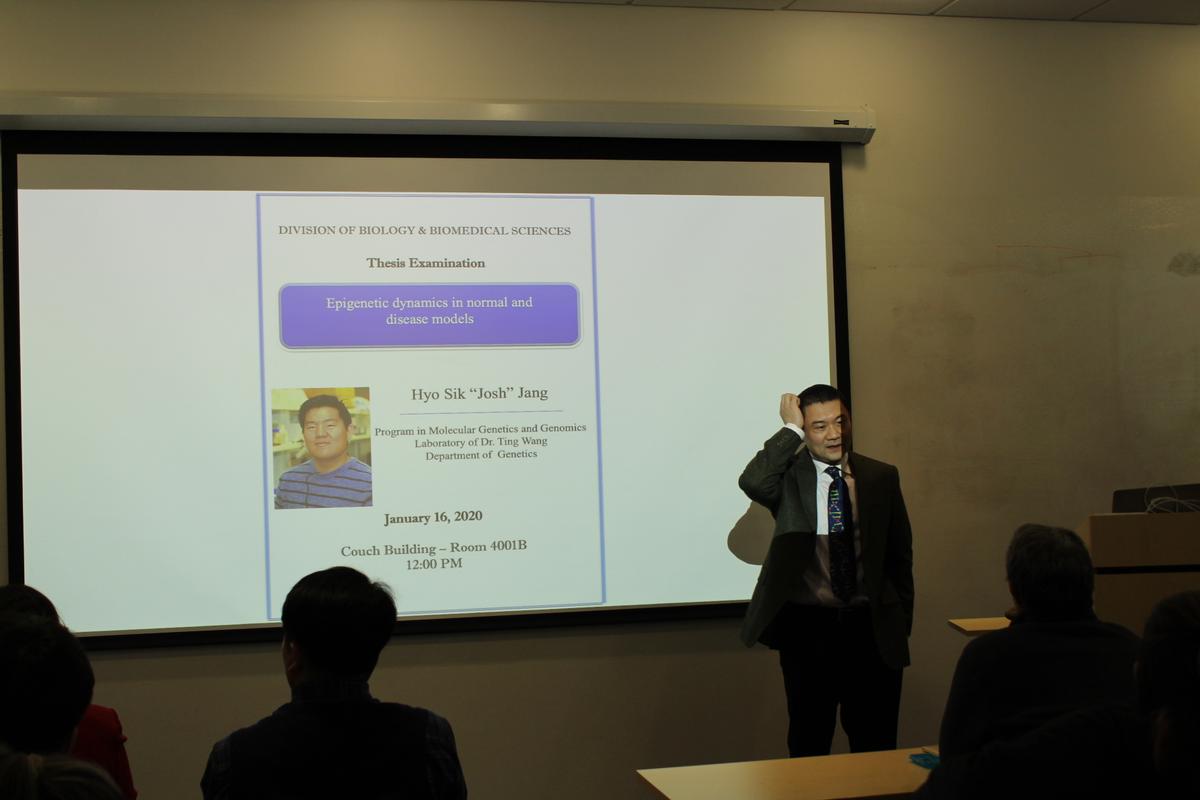 DIVISION OF BIOLOGY & BIOMEDICAL SCIENCES
Thesis Examination
Epigenetic dynamics in normal and
disease models
Hyo Sik “Josh” Jang
Program in Molecular Genetics and Genomics
Laboratory of Dr. Ting Wang
Department of Genetics
January 16, 2020
Couch Building – Room 4001B
12:00 PM